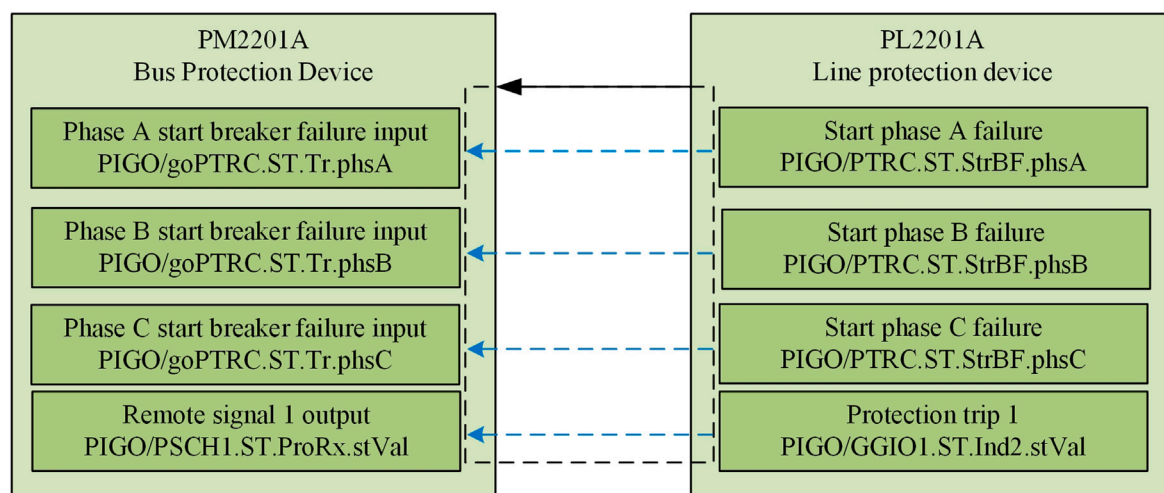 PM2201A
Bus Protection Device
Phase A start breaker failure input
PIGO/goPTRC.ST.Tr.phsA
Phase B start breaker failure input
PIGO/goPTRC.ST.Tr.phsB
Phase C start breaker failure input
PIGO/goPTRC.ST.Tr.phsC
Remote signal 1 output
PIGO/PSCH1.ST.ProRx.stVal
PL2201A
Line protection device
Start phase A failure
PIGO/PTRC.ST.StrBF.phsA
Start phase B failure
PIGO/PTRC.ST.StrBF.phsB
Start phase C failure
PIGO/PTRC.ST.StrBF.phsC
Protection trip 1
PIGO/GGIO1.ST.Ind2.stVal